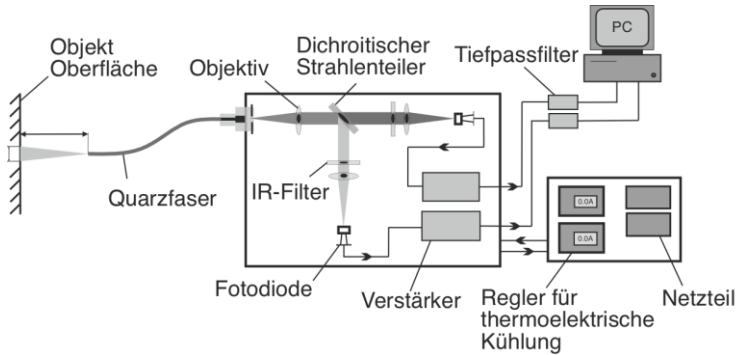 Objekt
Oberfläche
Objektiv
Dichroitischer
Strahlenteiler
Tiefpassfilter
PC
Quarzfaser
IR-Filter
0.0A
0.0A
Fotodiode
Verstärker
Regler für
thermoelektrische
Kühlung
Netzteil